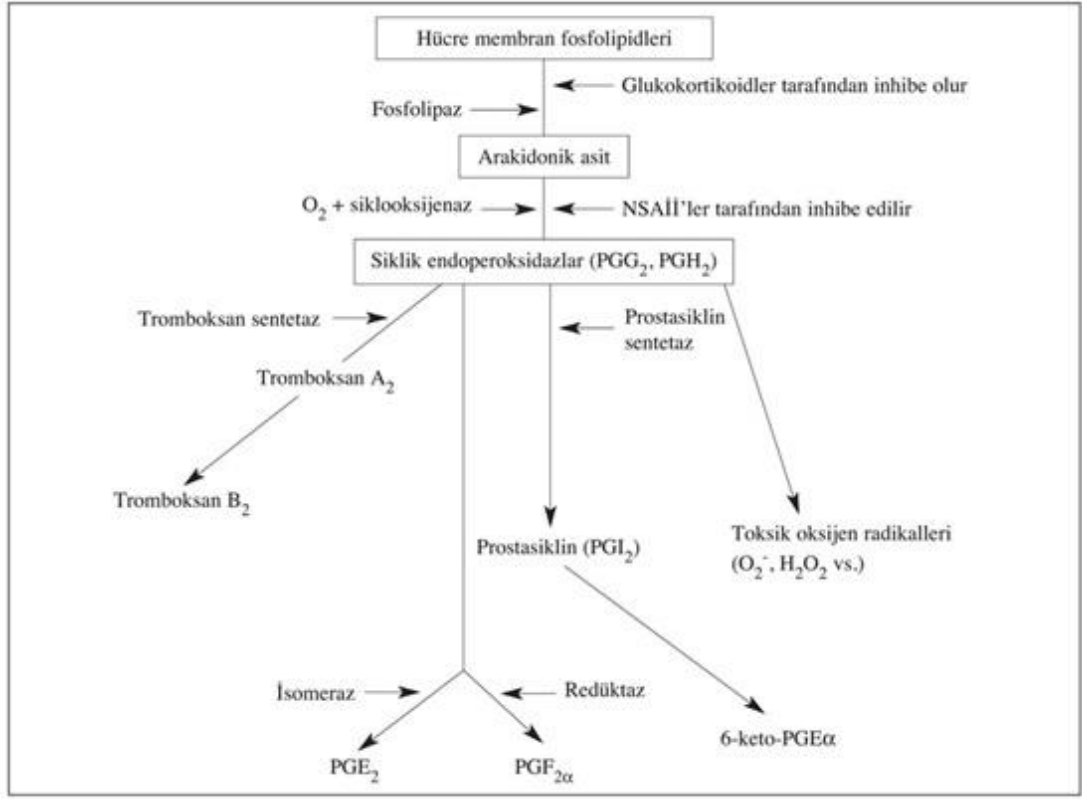 Hücre membran fosfolipidleri
Glukokortikoidler tarafından inhibe olur
Fosfolipaz
Arakidonik asit
O₂ + siklooksijenaz
NSAİİ’ler tarafından inhibe edilir
Siklik endoperoksidazlar (PGG₂, PGH₂)
Tromboksan sentetaz
Prostasiklin
sentetaz
Tromboksan A₂
Tromboksan B₂
Prostasiklin (PGI₂)
Toksik oksijen radikalleri
(O₂⁻, H₂O₂ vs.)
İsomeraz
Redüktaz
6-keto-PGEα
PGE₂
PGF₂α